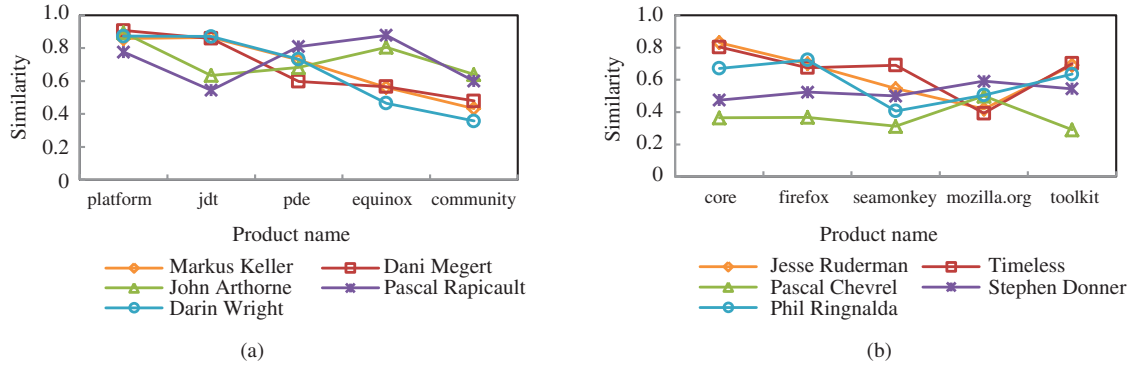 1.0
0.8
0.6
0.4
0.2
0
Similarity
platform jdt pde equinox community
Product name
Markus Keller Dani Megert
John Arthorne Pascal Rapicault
Darin Wright
(a)
1.0
0.8
0.6
0.4
0.2
0
Similarity
core firefox seamonkey mozilla.org toolkit
Product name
Jesse Ruderman Timeless
Pascal Chevrel Stephen Donner
Phil Ringnalda
(b)